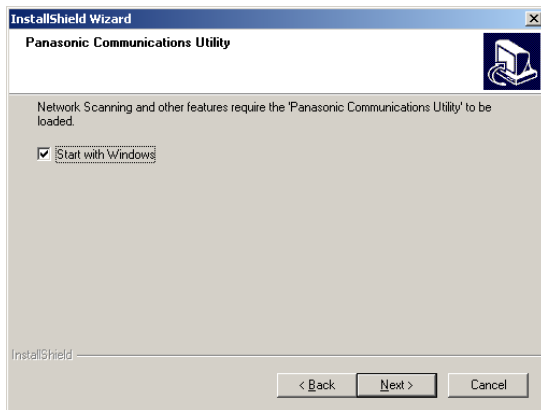 InstallShield Wizard
Panasonic Communications Utility
Network Scanning and other features require the 'Panasonic Communications Utility' to be
loaded.
Start with Windows
InstallShield
< Back Next > Cancel